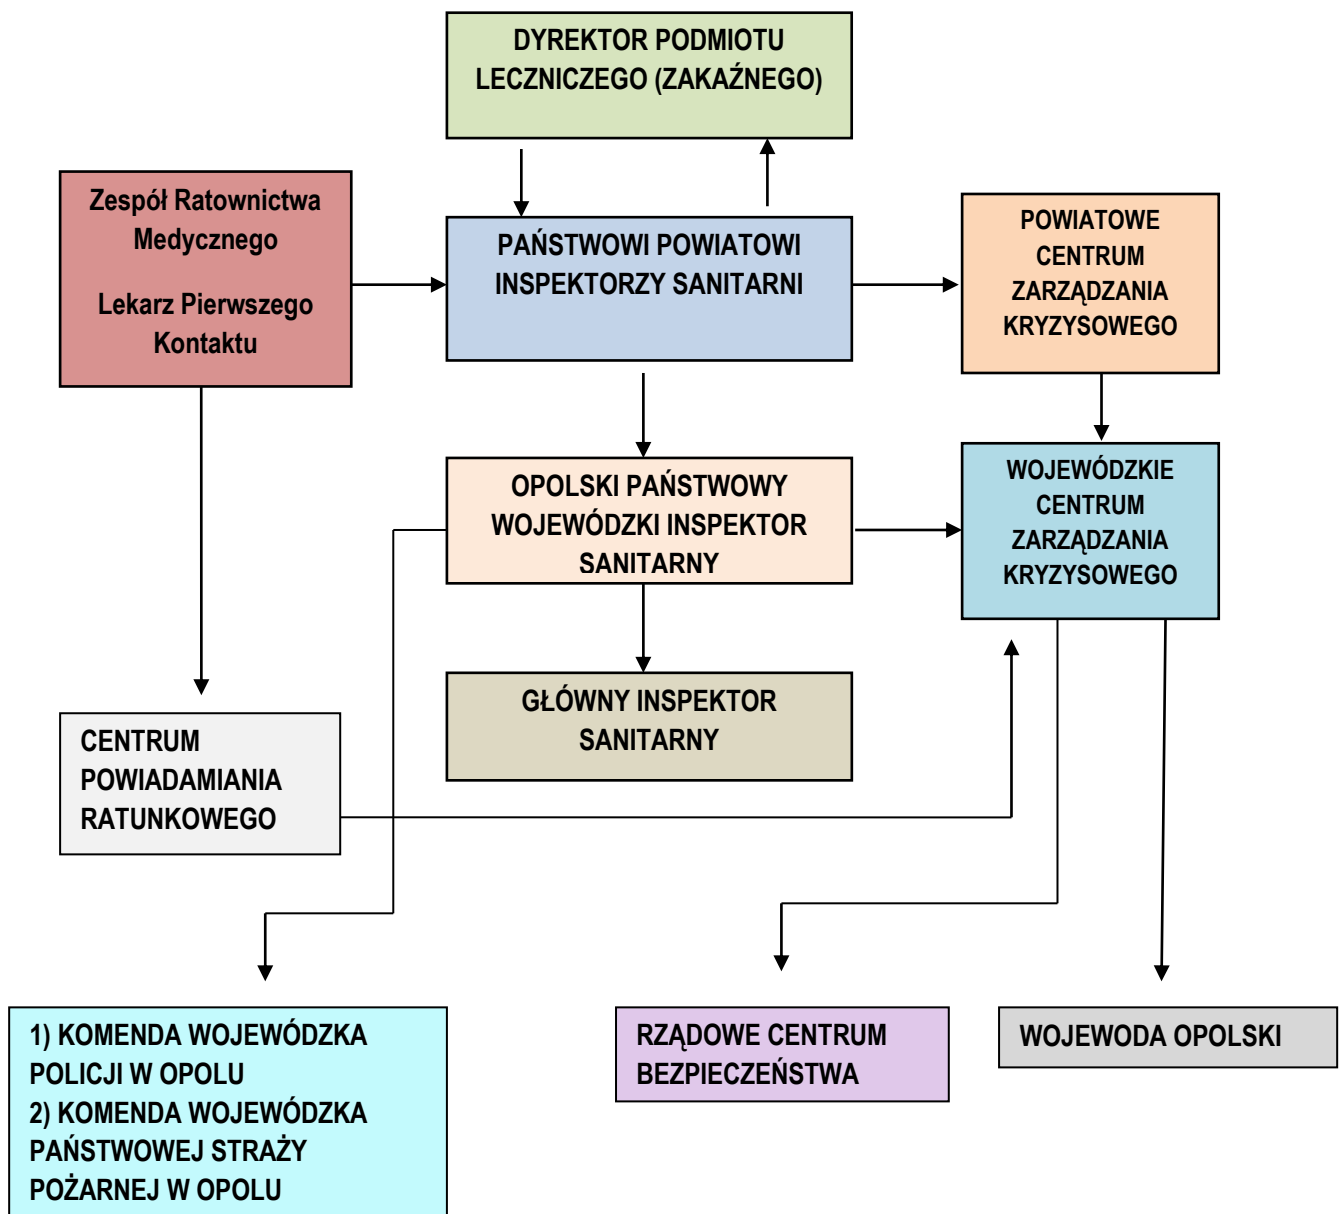 DYREKTOR PODMIOTU
LECZNICZEGO (ZAKAŹNEGO)
Zespół Ratownictwa
Medycznego
Lekarz Pierwszego
Kontaktu
PAŃSTWOWI POWIATOWI
INSPEKTORZY SANITARNI
POWIATOWE
CENTRUM
ZARZĄDZANIA
KRYZYSOWEGO
OPOLSKI PAŃSTWOWY
WOJEWÓDZKI INSPEKTOR
SANITARNY
WOJEWÓDZKIE
CENTRUM
ZARZĄDZANIA
KRYZYSOWEGO
GŁÓWNY INSPEKTOR
SANITARNY
CENTRUM
POWIADAMIANIA
RATUNKOWEGO
1) KOMENDA WOJEWÓDZKA
POLICJI W OPOLU
2) KOMENDA WOJEWÓDZKA
PAŃSTWOWEJ STRAŻY
POŻARNEJ W OPOLU
RZĄDOWE CENTRUM
BEZPIECZEŃSTWA
WOJEWODA OPOLSKI